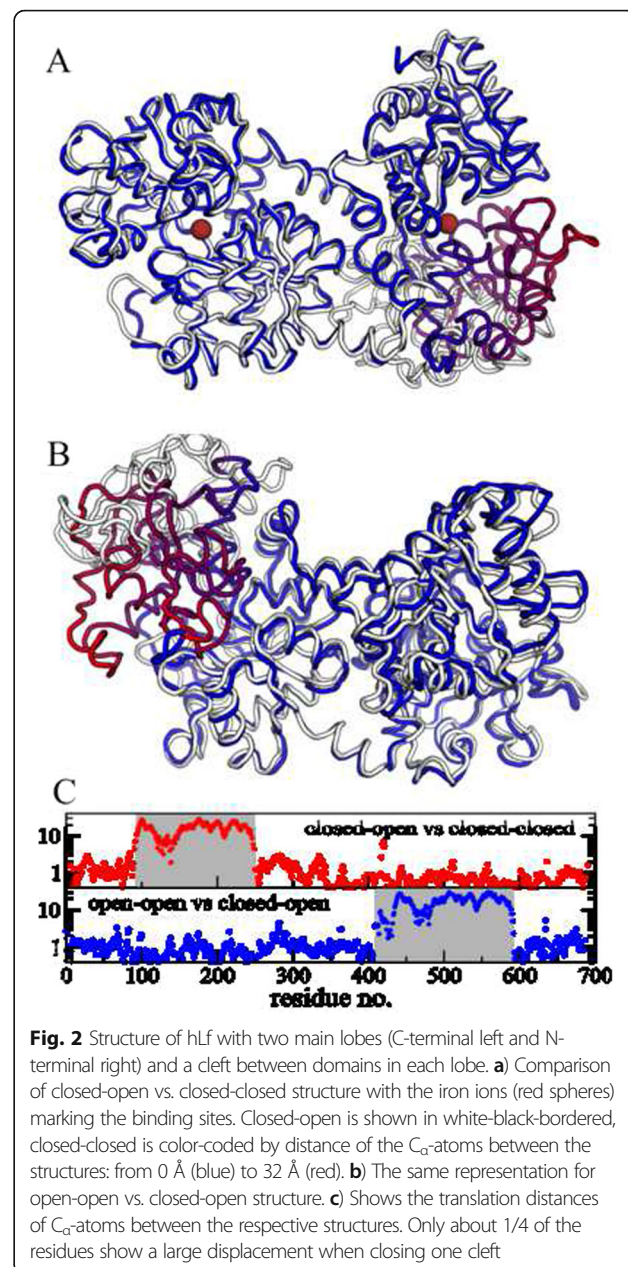 A
B
C
10
1
closed-open vs closed-closed
10
1
open-open vs closed-open
0 100 200 300 400 500 600 700
residue no.
Fig. 2 Structure of hLf with two main lobes (C-terminal left and N-
terminal right) and a cleft between domains in each lobe. a) Comparison
of closed-open vs. closed-closed structure with the iron ions (red spheres)
marking the binding sites. Closed-open is shown in white-black-bordered,
closed-closed is color-coded by distance of the Cα-atoms between the
structures: from 0 Å (blue) to 32 Å (red). b) The same representation for
open-open vs. closed-open structure. c) Shows the translation distances
of Cα-atoms between the respective structures. Only about 1/4 of the
residues show a large displacement when closing one cleft